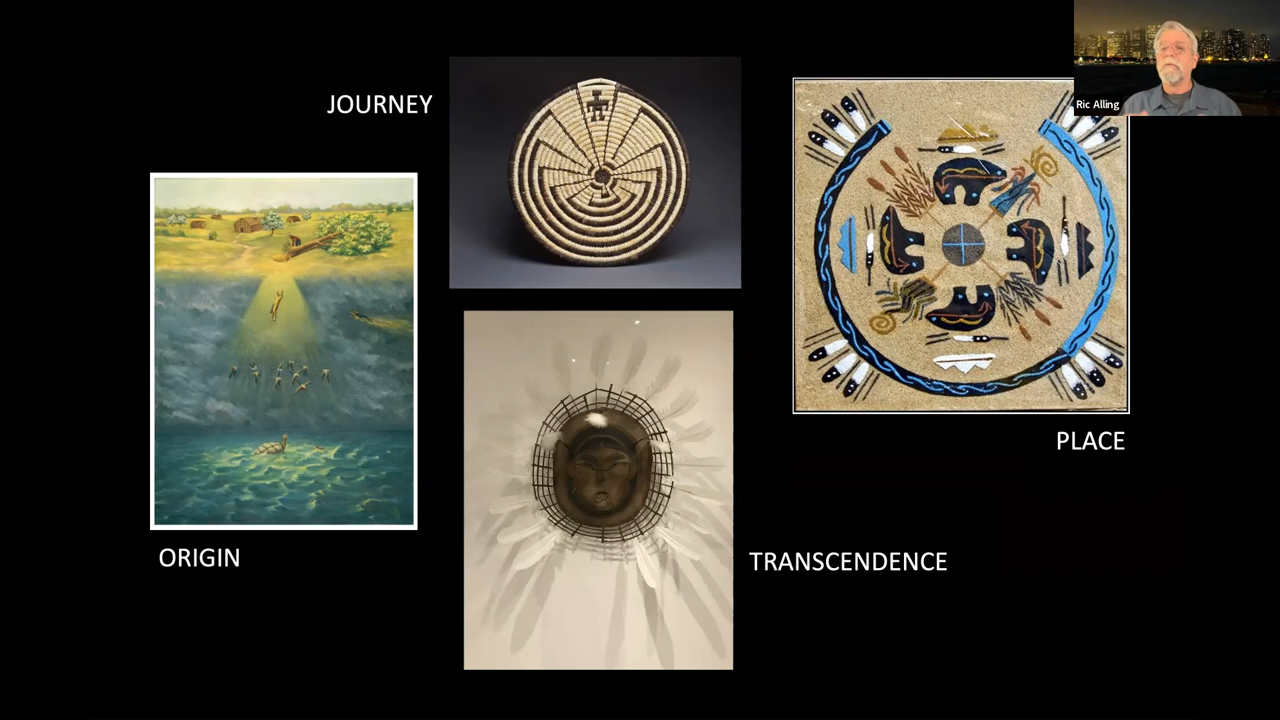 JOURNEY
Ric Alling
PLACE
ORIGIN
TRANSCENDENCE